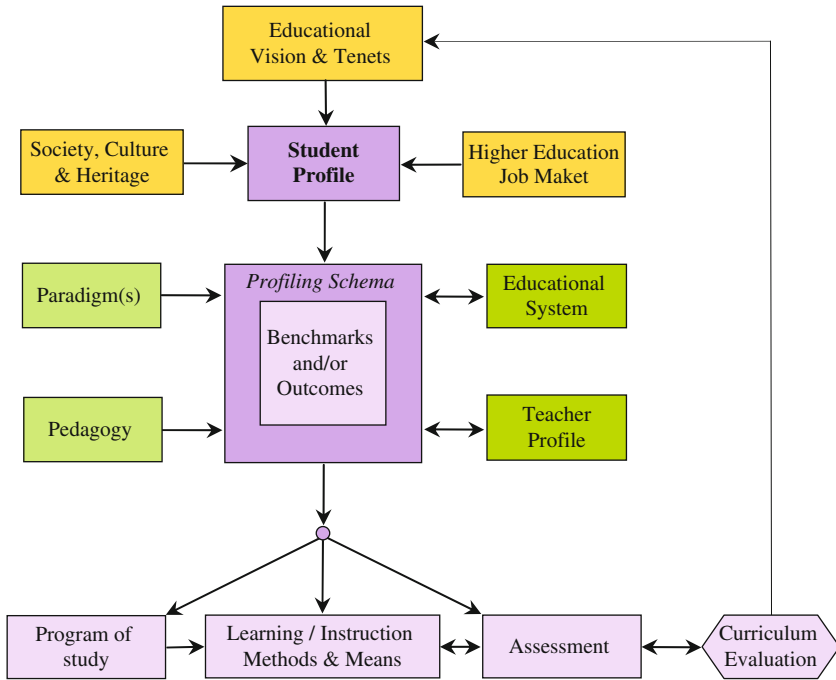 Educational
Vision & Tenets
Society, Culture
& Heritage
Student
Profile
Higher Education
Job Maket
Paradigm(s)
Profiling Schema
Educational
System
Benchmarks
and/or
Outcomes
Pedagogy
Teacher
Profile
Program of
study
Learning / Instruction
Methods & Means
Assessment
Curriculum
Evaluation